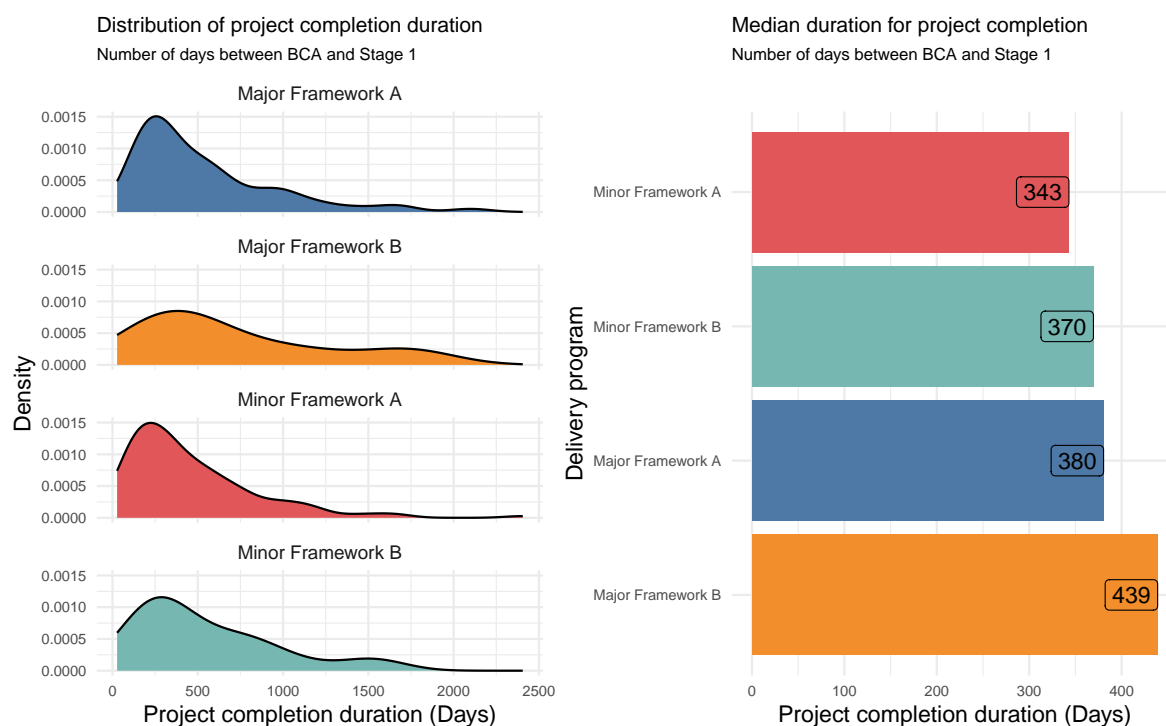 Distribution of project completion duration
Number of days between BCA and Stage 1
Major Framework A
0.0015
0.0010
0.0005
0.0000
Major Framework B
0.0015
0.0010
0.0005
0.0000
Minor Framework A
0.0015
0.0010
0.0005
0.0000
Minor Framework B
0.0015
0.0010
0.0005
0.0000
Density
0 500 1000 1500 2000 2500
Project completion duration (Days)
Median duration for project completion
Number of days between BCA and Stage 1
Delivery program
Minor Framework A 343
Minor Framework B 370
Major Framework A 380
Major Framework B 439
0 100 200 300 400
Project completion duration (Days)